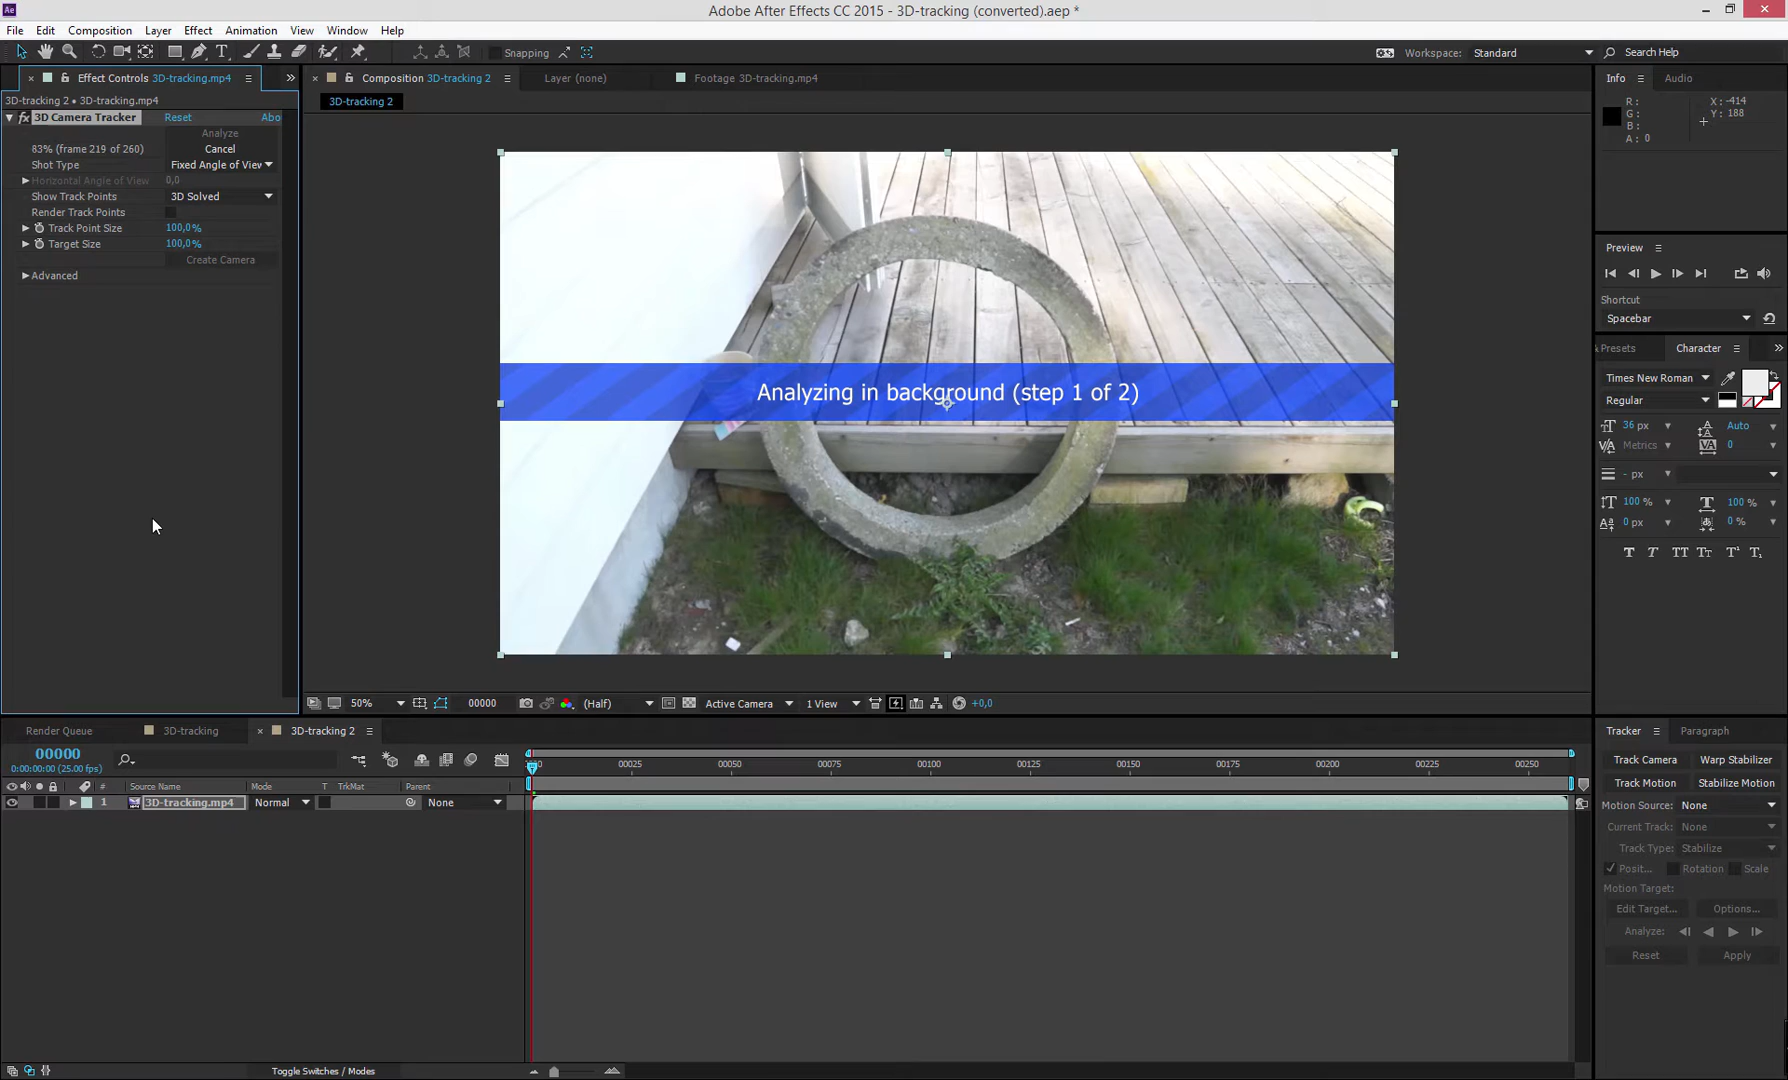 Adobe After Effects CC 2015 - 3D-tracking (converted).aep *
File Edit Composition Layer Effect Animation View Window Help
Snapping
Workspace: Standard
Search Help
Effect Controls 3D-tracking.mp4
3D-tracking 2 • 3D-tracking.mp4
fx 3D Camera Tracker Reset Abo
Analyze
83% (frame 219 of 260) Cancel
Shot Type Fixed Angle of View
Horizontal Angle of View 0,0
Show Track Points 3D Solved
Render Track Points
Track Point Size 100,0%
Target Size 100,0%
Create Camera
Advanced
Composition 3D-tracking 2 Layer (none) Footage 3D-tracking.mp4
3D-tracking 2
Analyzing in background (step 1 of 2)
50% 00000 (Half) Active Camera 1 View +0,0
Info Audio
R: X: -414
G: Y: 188
B:
A: 0
Preview
Shortcut
Spacebar
& Presets Character
Times New Roman
Regular
36 px Auto
Metrics 0
- px
100 % 100 %
0 px 0 %
T T TT Tт T¹ T₁
Render Queue 3D-tracking 3D-tracking 2
00000
0:00:00:00 (25.00 fps)
# Source Name Mode T TrkMat Parent
1 3D-tracking.mp4 Normal None
00025 00050 00075 00100 00125 00150 00175 00200 00225 00250
Toggle Switches / Modes
Tracker Paragraph
Track Camera Warp Stabilizer
Track Motion Stabilize Motion
Motion Source: None
Current Track: None
Track Type: Stabilize
Posit... Rotation Scale
Motion Target:
Edit Target... Options...
Analyze:
Reset Apply